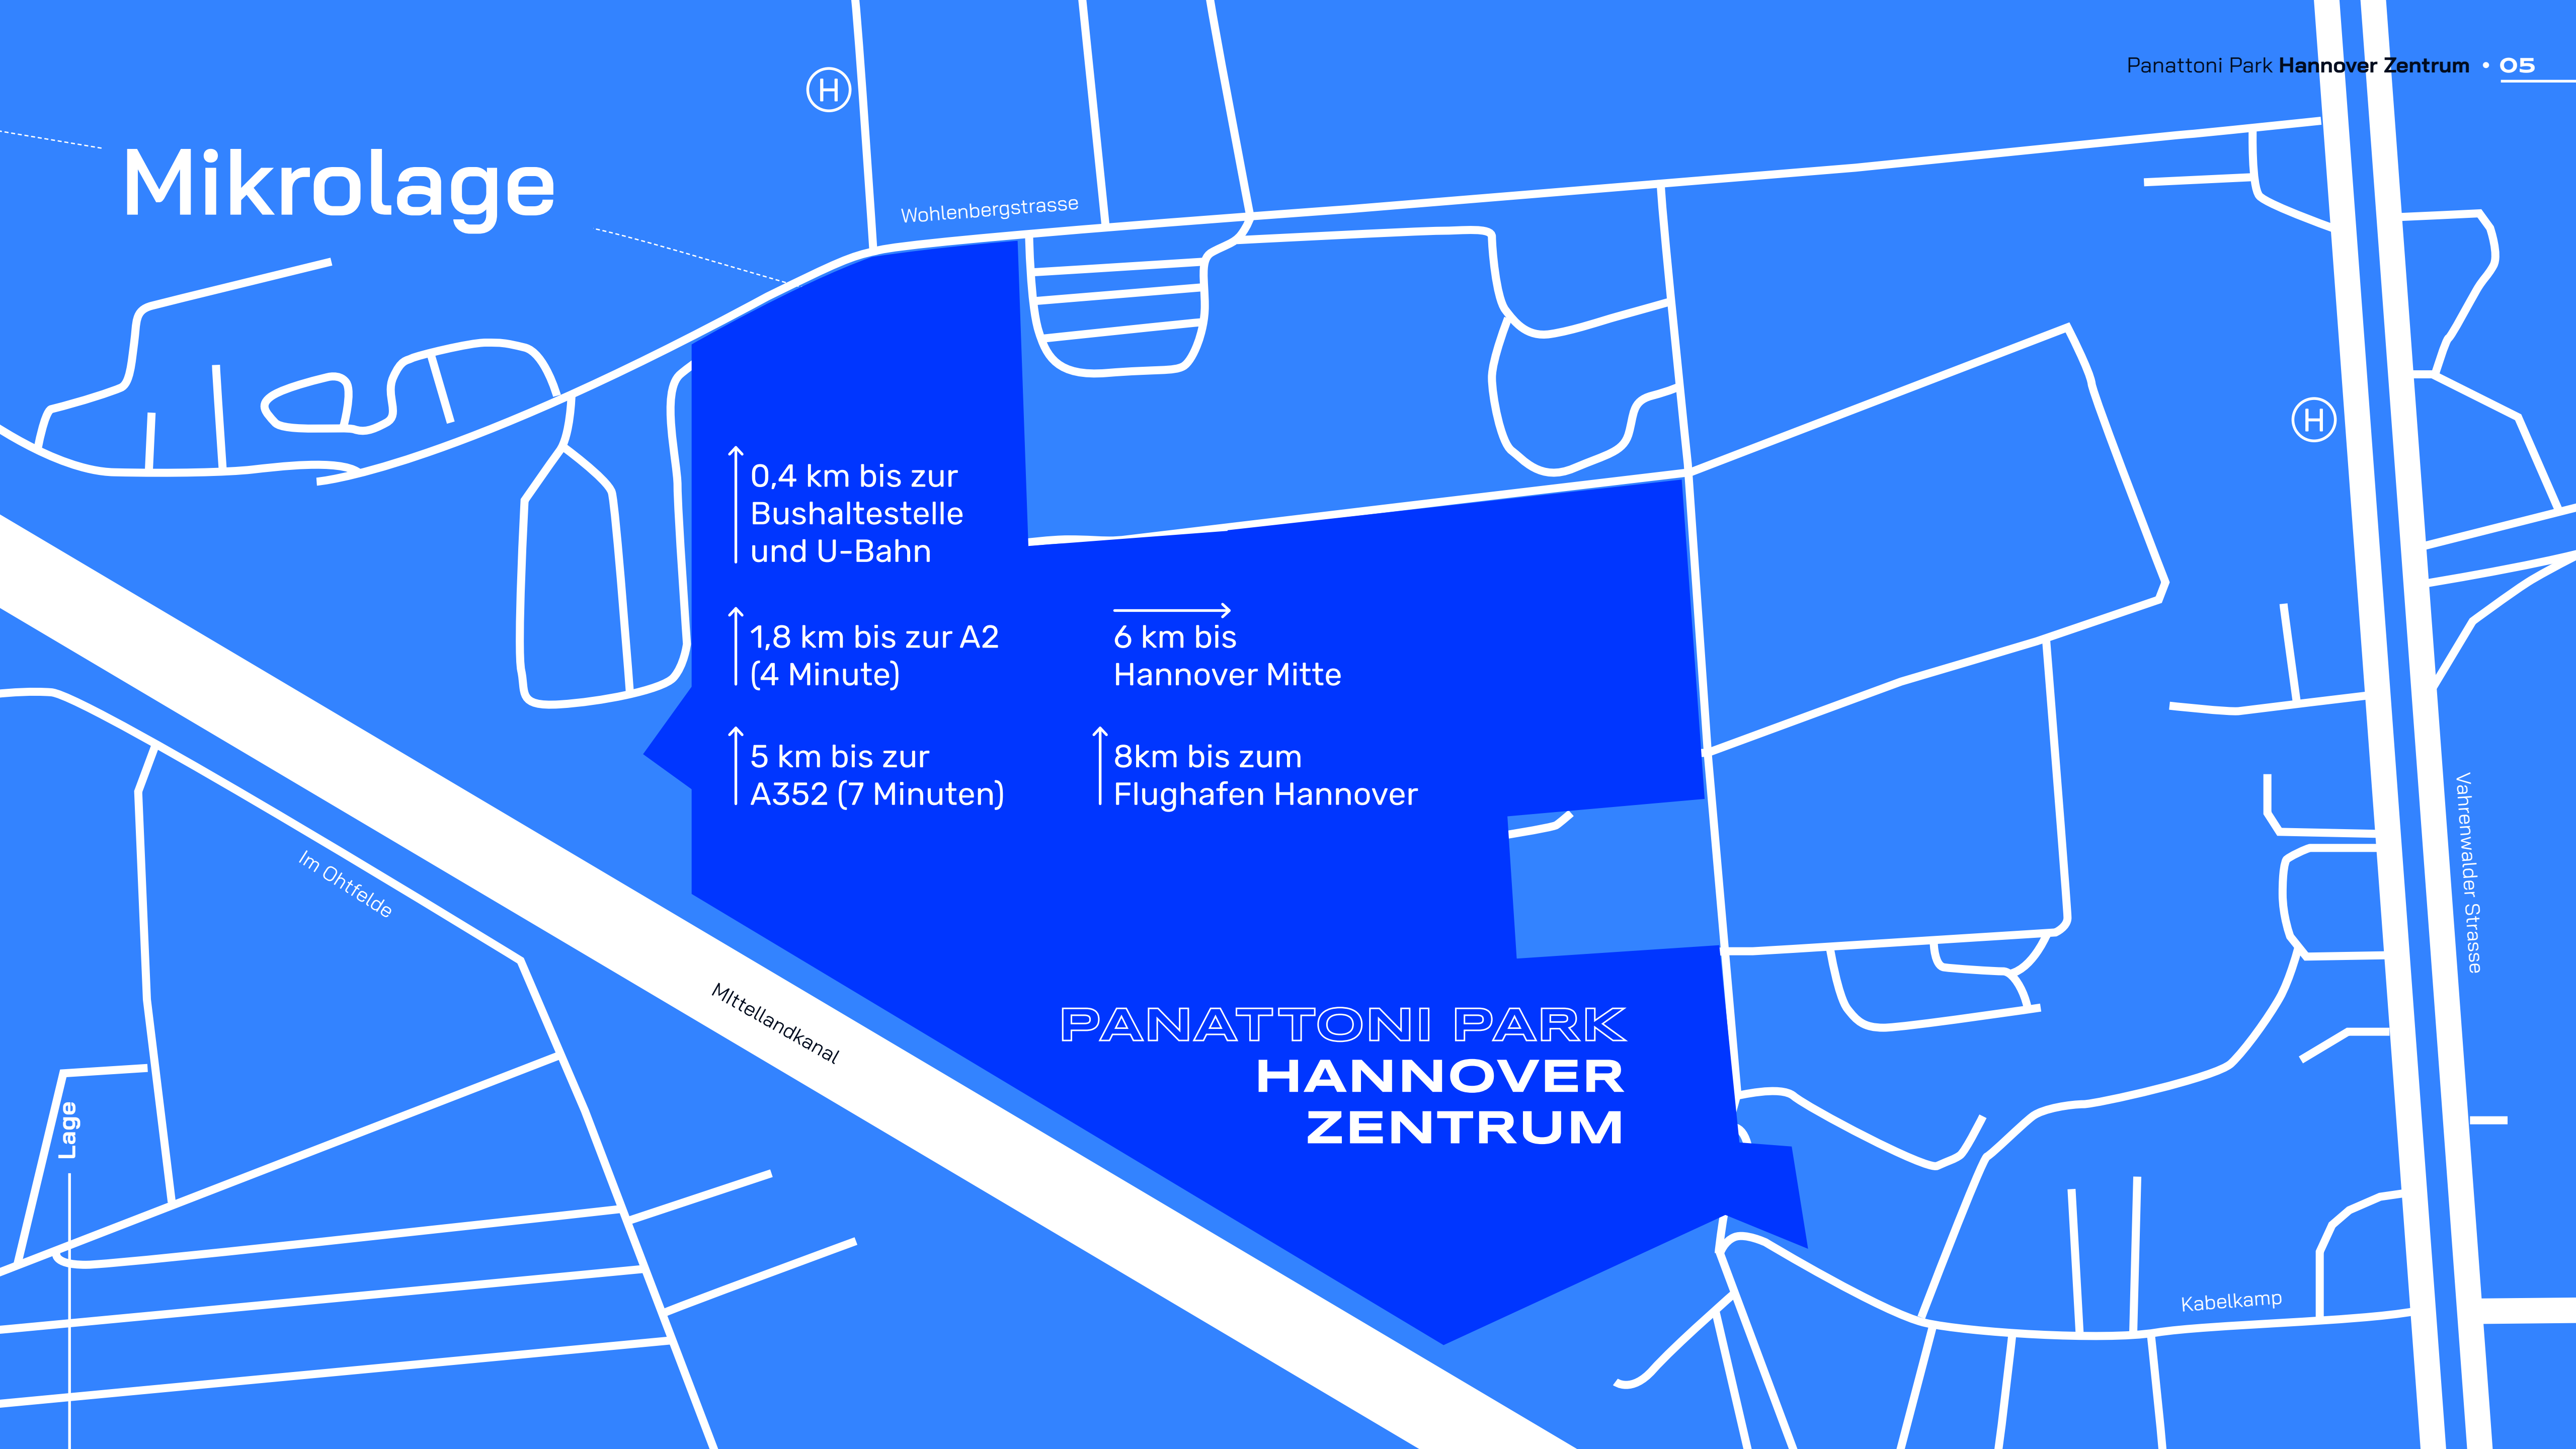 Panattoni Park Hannover Zentrum • 05
H
Mikrolage
Wohlenbergstrasse
H
0,4 km bis zur
Bushaltestelle
und U-Bahn
1,8 km bis zur A2
(4 Minute)
6 km bis
Hannover Mitte
5 km bis zur
A352 (7 Minuten)
8km bis zum
Flughafen Hannover
Vahrenwalder Strasse
Im Ohtfelde
MIttellandkanal
PANATTONI PARK
HANNOVER
ZENTRUM
Lage
Kabelkamp